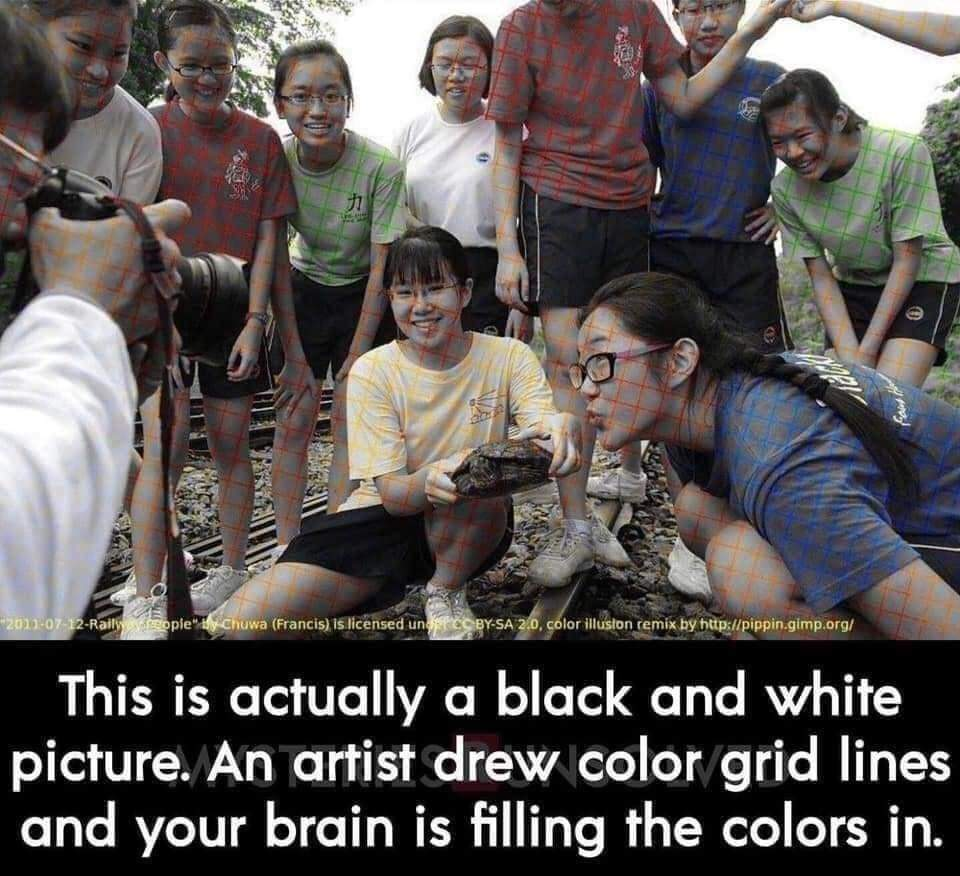 力
"2011-07-12-Railway People" by Chuwa (Francis) is licensed under CC BY-SA 2.0, color illusion remix by http://pippin.gimp.org/
This is actually a black and white
picture. An artist drew color grid lines
and your brain is filling the colors in.
MYSTERIES R UNSOLVED